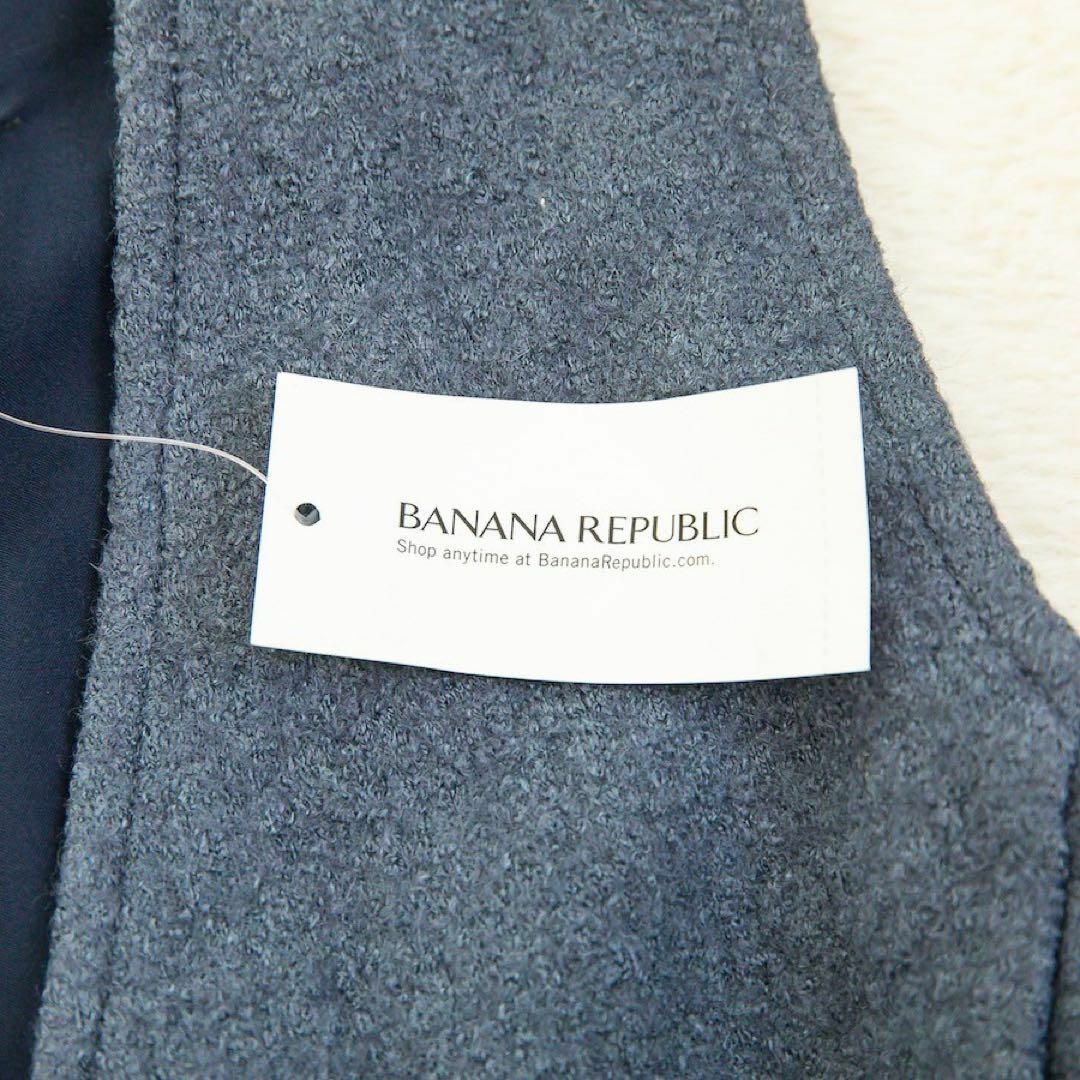 BANANA REPUBLIC
Shop anytime at BananaRepublic.com.